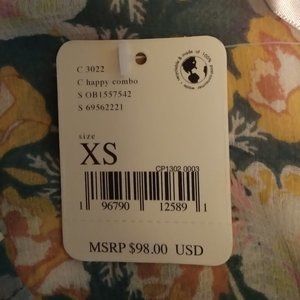 C 3022
C happy combo
S OB1557542
S 69562221
size
XS
CP1302 0003
1 96790 12589 1
MSRP $98.00 USD